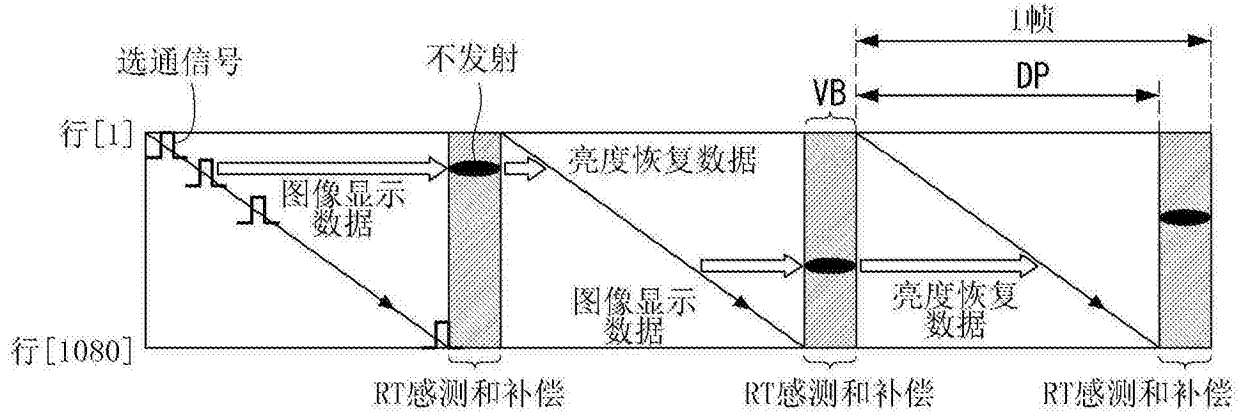 1帧
选通信号
不发射
VB
DP
行[1]
亮度恢复数据
图像显示
数据
图像显示
数据
亮度恢复
数据
行[1080]
RT感测和补偿
RT感测和补偿
RT感测和补偿